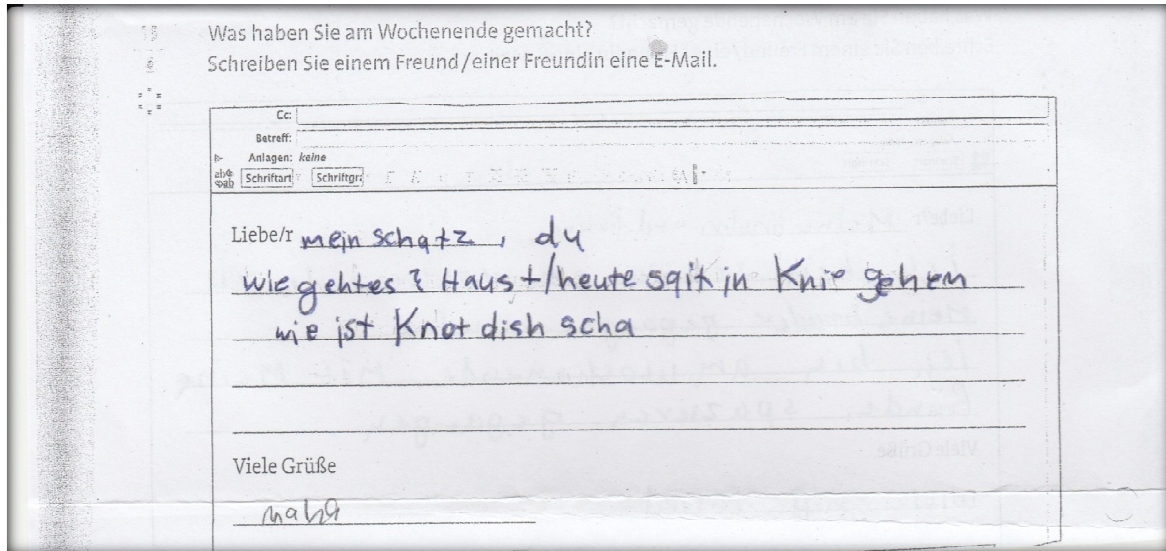 Was haben Sie am Wochenende gemacht?
Schreiben Sie einem Freund/einer Freundin eine E-Mail.
Cc:
Betreff:
Anlagen: keine
Schriftart Schriftgr
Liebe/r mein schatz, du
wie gehtes? Haust/heute sqit in Knie gehen
wie ist Knot dish scha
Viele Grüße
maha